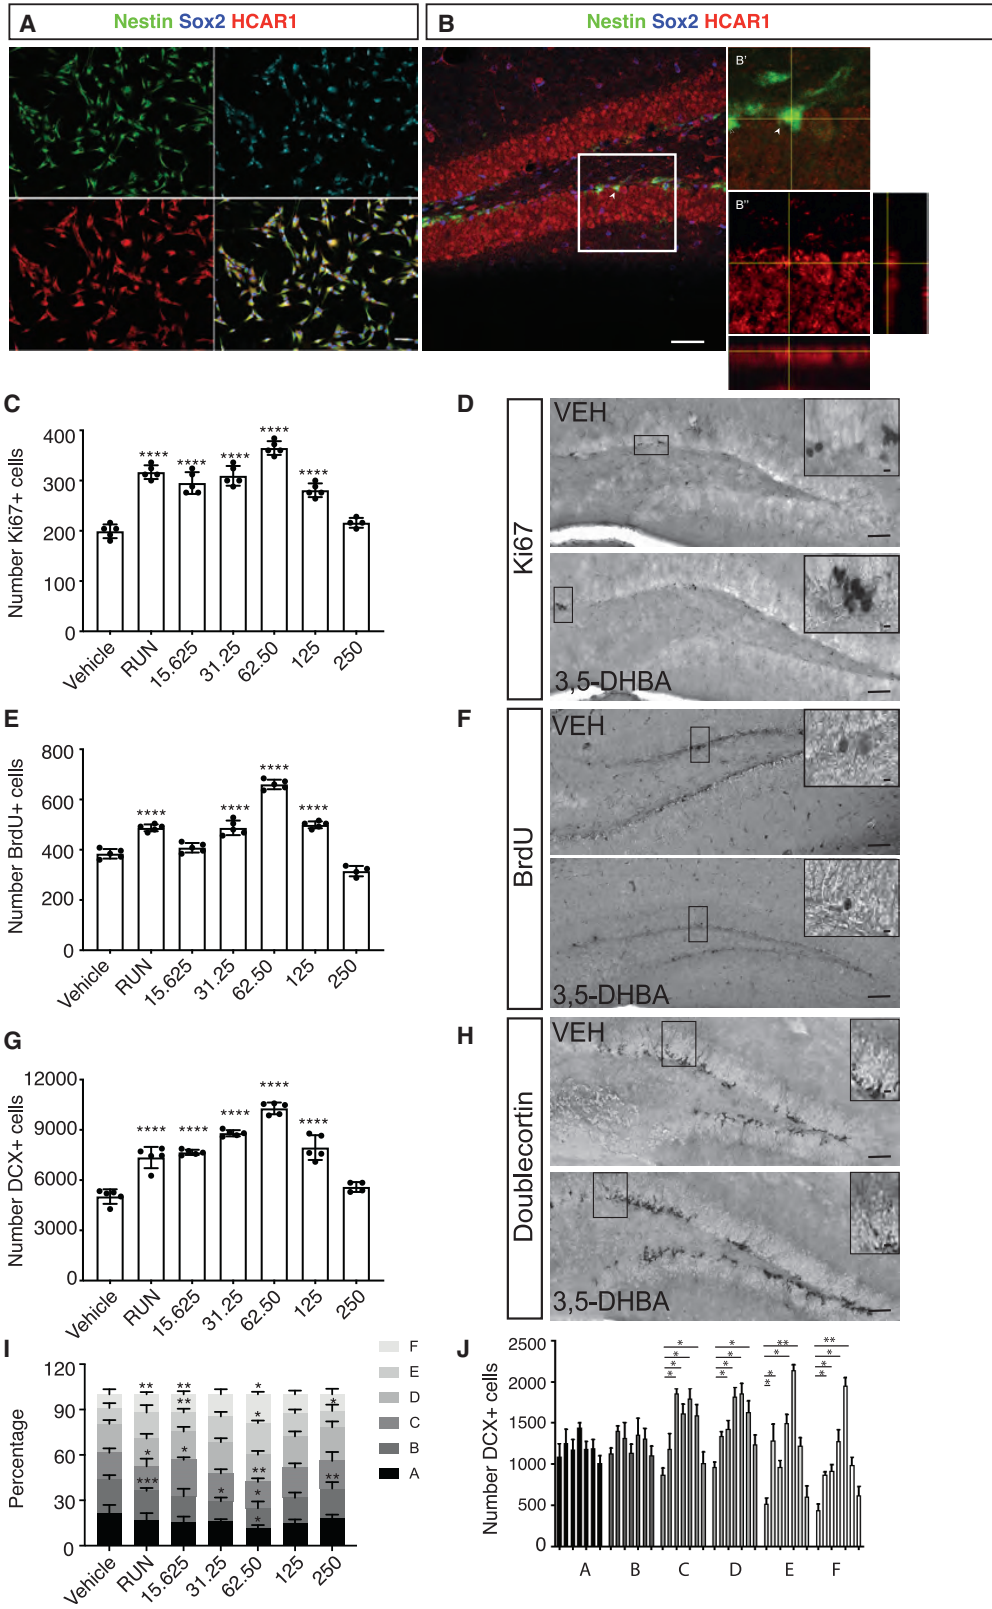 A Nestin Sox2 HCAR1
B Nestin Sox2 HCAR1
B'
B''
C
Number Ki67+ cells
400
300
200
100
0
****
****
****
****
****
Vehicle
RUN
15.625
31.25
62.50
125
250
D
Ki67
VEH
3,5-DHBA
E
Number BrdU+ cells
800
600
400
200
0
****
****
****
****
Vehicle
RUN
15.625
31.25
62.50
125
250
F
BrdU
VEH
3,5-DHBA
G
Number DCX+ cells
12000
9000
6000
3000
0
****
****
****
****
****
Vehicle
RUN
15.625
31.25
62.50
125
250
H
Doublecortin
VEH
3,5-DHBA
I
Percentage
120
90
60
30
0
**
*
***
**
**
*
*
*
*
**
*
*
*
**
Vehicle
RUN
15.625
31.25
62.50
125
250
F
E
D
C
B
A
J
Number DCX+ cells
2500
2000
1500
1000
500
0
*
*
*
*
*
*
*
*
**
*
*
*
**
*
*
*
A
B
C
D
E
F